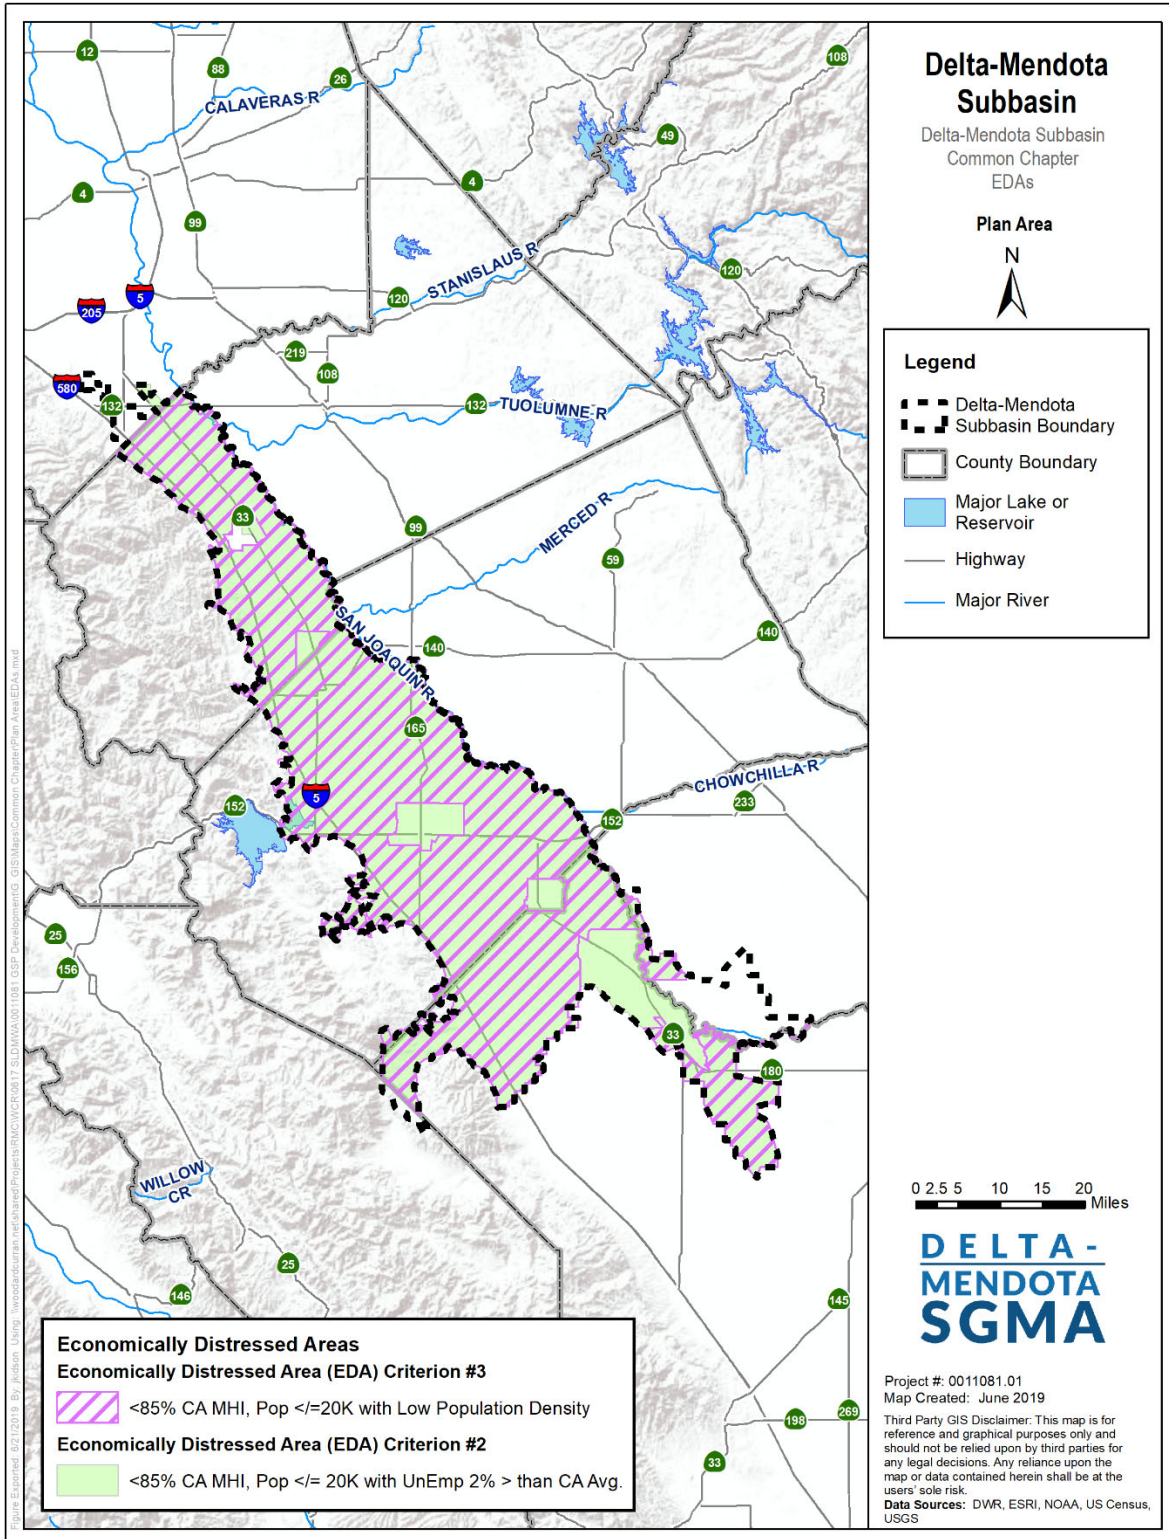 Delta-Mendota
Subbasin
Delta-Mendota Subbasin
Common Chapter
EDAs
Plan Area
N
Legend
Delta-Mendota
Subbasin Boundary
County Boundary
Major Lake or
Reservoir
Highway
Major River
12
88
26
108
CALAVERAS R
49
4
4
99
STANISLAUS R
120
120
5
205
219
108
580
132
132
TUOLUMNE R
33
99
MERCED R
59
SAN JOAQUIN R
140
140
165
CHOWCHILLA R
5
152
233
152
25
156
33
180
WILLOW
CR
25
146
145
198
269
33
0 2.5 5 10 15 20
Miles
DELTA-
MENDOTA
SGMA
Project #: 0011081.01
Map Created: June 2019
Third Party GIS Disclaimer: This map is for
reference and graphical purposes only and
should not be relied upon by third parties for
any legal decisions. Any reliance upon the
map or data contained herein shall be at the
users' sole risk.
Data Sources: DWR, ESRI, NOAA, US Census,
USGS
Economically Distressed Areas
Economically Distressed Area (EDA) Criterion #3
<85% CA MHI, Pop </=20K with Low Population Density
Economically Distressed Area (EDA) Criterion #2
<85% CA MHI, Pop </= 20K with UnEmp 2% > than CA Avg.
Figure Exported: 6/21/2019 By: jkidson Using: